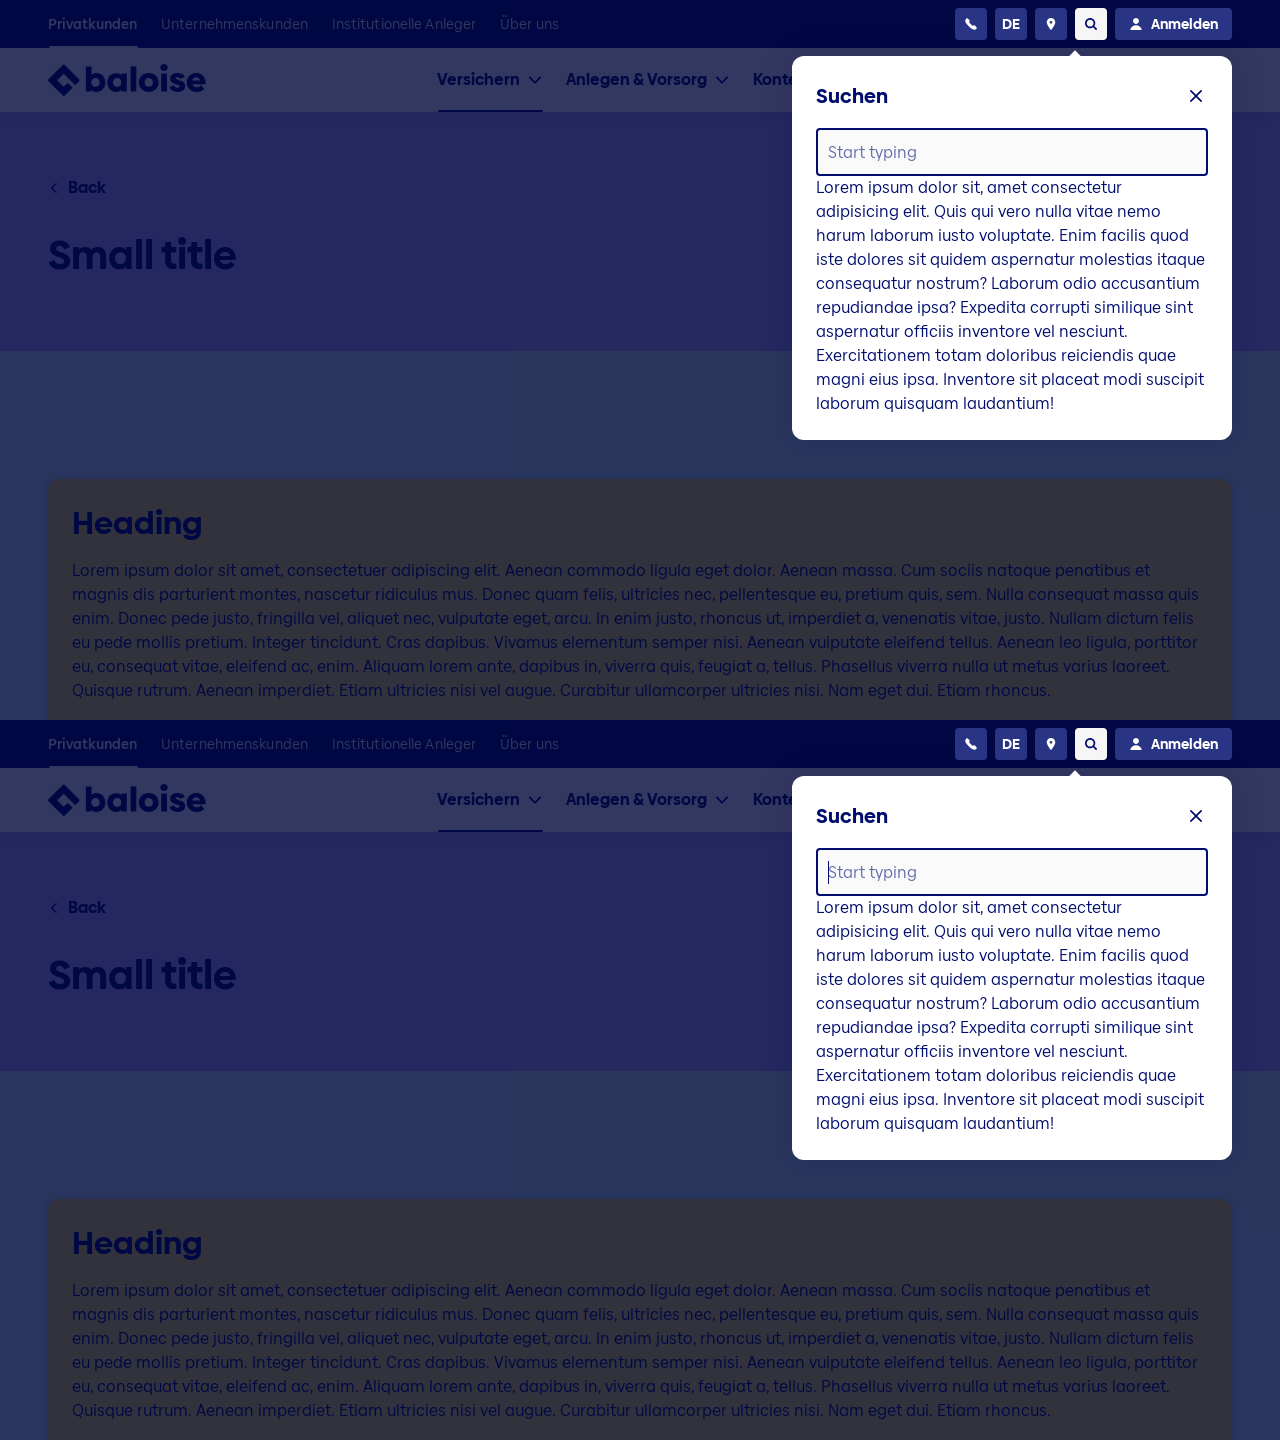 Privatkunden Unternehmenskunden Institutionelle Anleger Über uns DE Anmelden
baloise Versichern Anlegen & Vorsorg
Suchen
Start typing
Lorem ipsum dolor sit, amet consectetur
adipisicing elit. Quis qui vero nulla vitae nemo
harum laborum iusto voluptate. Enim facilis quod
iste dolores sit quidem aspernatur molestias itaque
consequatur nostrum? Laborum odio accusantium
repudiandae ipsa? Expedita corrupti similique sint
aspernatur officiis inventore vel nesciunt.
Exercitationem totam doloribus reiciendis quae
magni eius ipsa. Inventore sit placeat modi suscipit
laborum quisquam laudantium!
Back
Small title
Heading
Lorem ipsum dolor sit amet, consectetuer adipiscing elit. Aenean commodo ligula eget dolor. Aenean massa. Cum sociis natoque penatibus et
magnis dis parturient montes, nascetur ridiculus mus. Donec quam felis, ultricies nec, pellentesque eu, pretium quis, sem. Nulla consequat massa quis
enim. Donec pede justo, fringilla vel, aliquet nec, vulputate eget, arcu. In enim justo, rhoncus ut, imperdiet a, venenatis vitae, justo. Nullam dictum felis
eu pede mollis pretium. Integer tincidunt. Cras dapibus. Vivamus elementum semper nisi. Aenean vulputate eleifend tellus. Aenean leo ligula, porttitor
eu, consequat vitae, eleifend ac, enim. Aliquam lorem ante, dapibus in, viverra quis, feugiat a, tellus. Phasellus viverra nulla ut metus varius laoreet.
Quisque rutrum. Aenean imperdiet. Etiam ultricies nisi vel augue. Curabitur ullamcorper ultricies nisi. Nam eget dui. Etiam rhoncus.
Privatkunden Unternehmenskunden Institutionelle Anleger Über uns DE Anmelden
baloise Versichern Anlegen & Vorsorg
Suchen
Start typing
Lorem ipsum dolor sit, amet consectetur
adipisicing elit. Quis qui vero nulla vitae nemo
harum laborum iusto voluptate. Enim facilis quod
iste dolores sit quidem aspernatur molestias itaque
consequatur nostrum? Laborum odio accusantium
repudiandae ipsa? Expedita corrupti similique sint
aspernatur officiis inventore vel nesciunt.
Exercitationem totam doloribus reiciendis quae
magni eius ipsa. Inventore sit placeat modi suscipit
laborum quisquam laudantium!
Back
Small title
Heading
Lorem ipsum dolor sit amet, consectetuer adipiscing elit. Aenean commodo ligula eget dolor. Aenean massa. Cum sociis natoque penatibus et
magnis dis parturient montes, nascetur ridiculus mus. Donec quam felis, ultricies nec, pellentesque eu, pretium quis, sem. Nulla consequat massa quis
enim. Donec pede justo, fringilla vel, aliquet nec, vulputate eget, arcu. In enim justo, rhoncus ut, imperdiet a, venenatis vitae, justo. Nullam dictum felis
eu pede mollis pretium. Integer tincidunt. Cras dapibus. Vivamus elementum semper nisi. Aenean vulputate eleifend tellus. Aenean leo ligula, porttitor
eu, consequat vitae, eleifend ac, enim. Aliquam lorem ante, dapibus in, viverra quis, feugiat a, tellus. Phasellus viverra nulla ut metus varius laoreet.
Quisque rutrum. Aenean imperdiet. Etiam ultricies nisi vel augue. Curabitur ullamcorper ultricies nisi. Nam eget dui. Etiam rhoncus.